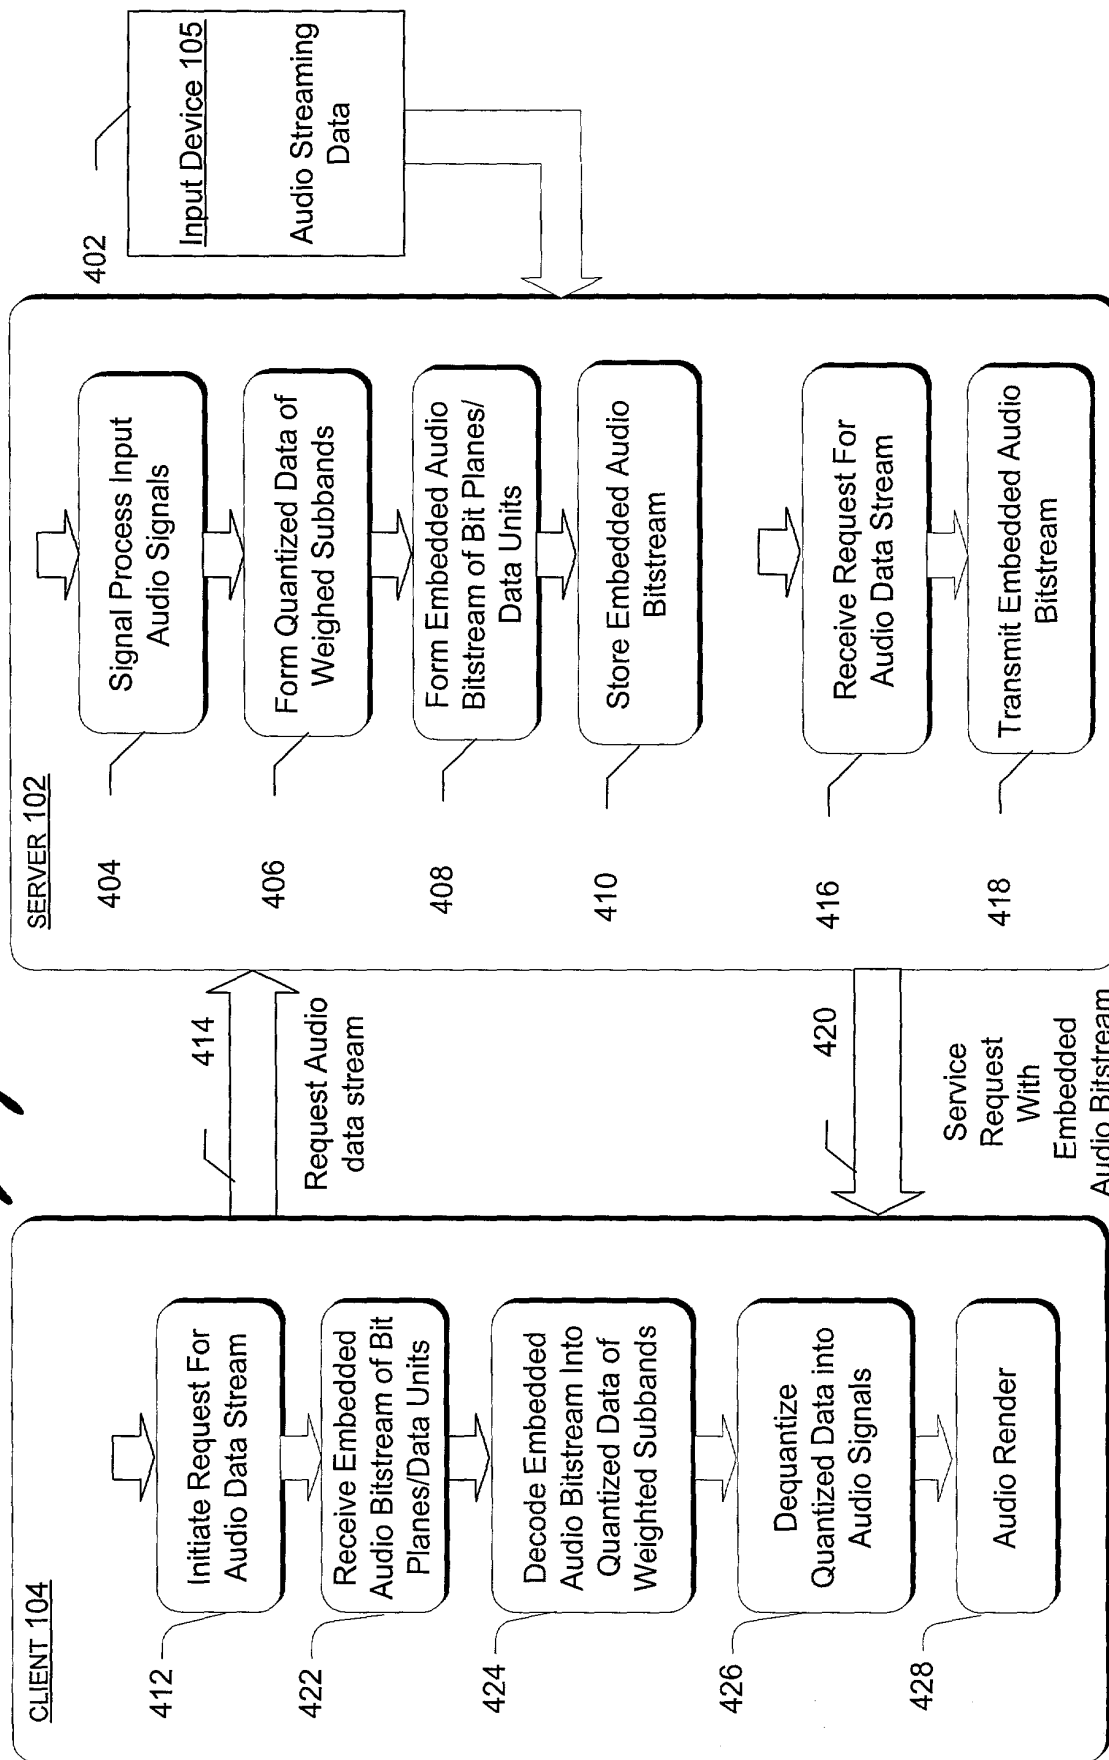 CLIENT 104
412
Initiate Request For
Audio Data Stream
422
Receive Embedded
Audio Bitstream of Bit
Planes/Data Units
424
Decode Embedded
Audio Bitstream Into
Quantized Data of
Weighted Subbands
426
Dequantize
Quantized Data into
Audio Signals
428
Audio Render
414
Request Audio
data stream
420
Service
Request
With
Embedded
Audio Bitstream
SERVER 102
404
Signal Process Input
Audio Signals
406
Form Quantized Data of
Weighed Subbands
408
Form Embedded Audio
Bitstream of Bit Planes/
Data Units
410
Store Embedded Audio
Bitstream
416
Receive Request For
Audio Data Stream
418
Transmit Embedded Audio
Bitstream
402
Input Device 105
Audio Streaming
Data